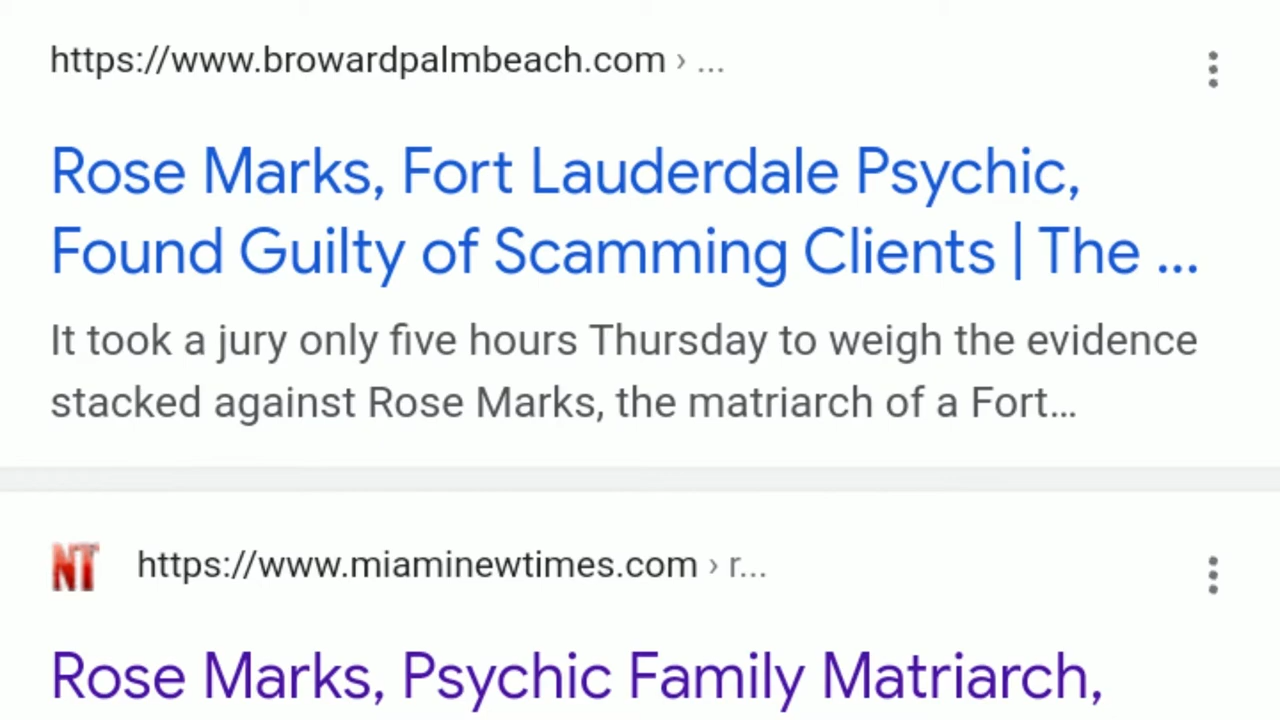 https://www.browardpalmbeach.com › ...
Rose Marks, Fort Lauderdale Psychic,
Found Guilty of Scamming Clients | The ...
It took a jury only five hours Thursday to weigh the evidence
stacked against Rose Marks, the matriarch of a Fort...
NT https://www.miaminewtimes.com › r...
Rose Marks, Psychic Family Matriarch,